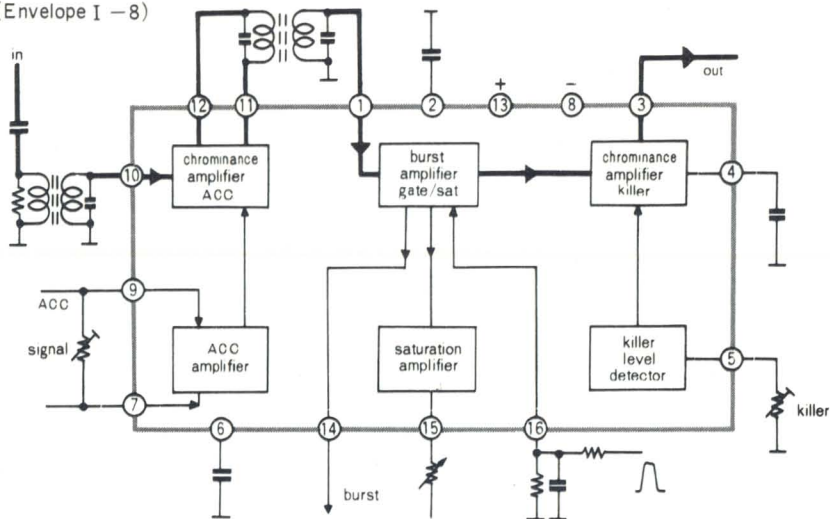 (Envelope I -8)
in
out
12
11
1
2
+
13
−
8
3
10
chrominance
amplifier
ACC
burst
amplifier
gate/sat
chrominance
amplifier
killer
4
9
ACC
signal
ACC
amplifier
saturation
amplifier
killer
level
detector
5
killer
7
6
14
15
16
burst